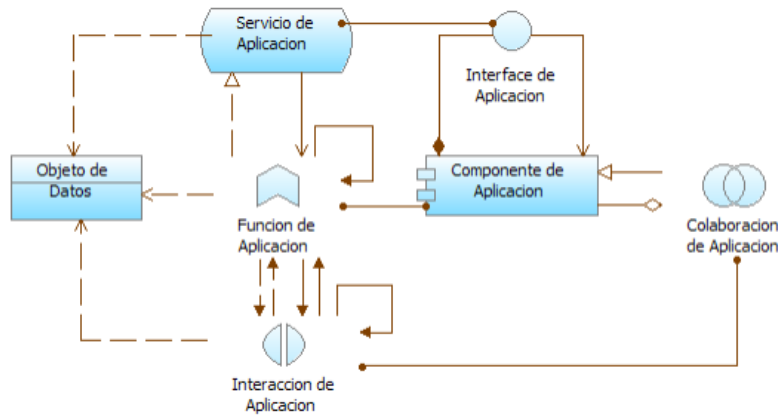 Servicio de
Aplicacion
Interface de
Aplicacion
Objeto de
Datos
Componente de
Aplicacion
Funcion de
Aplicacion
Colaboracion
de Aplicacion
Interaccion de
Aplicacion